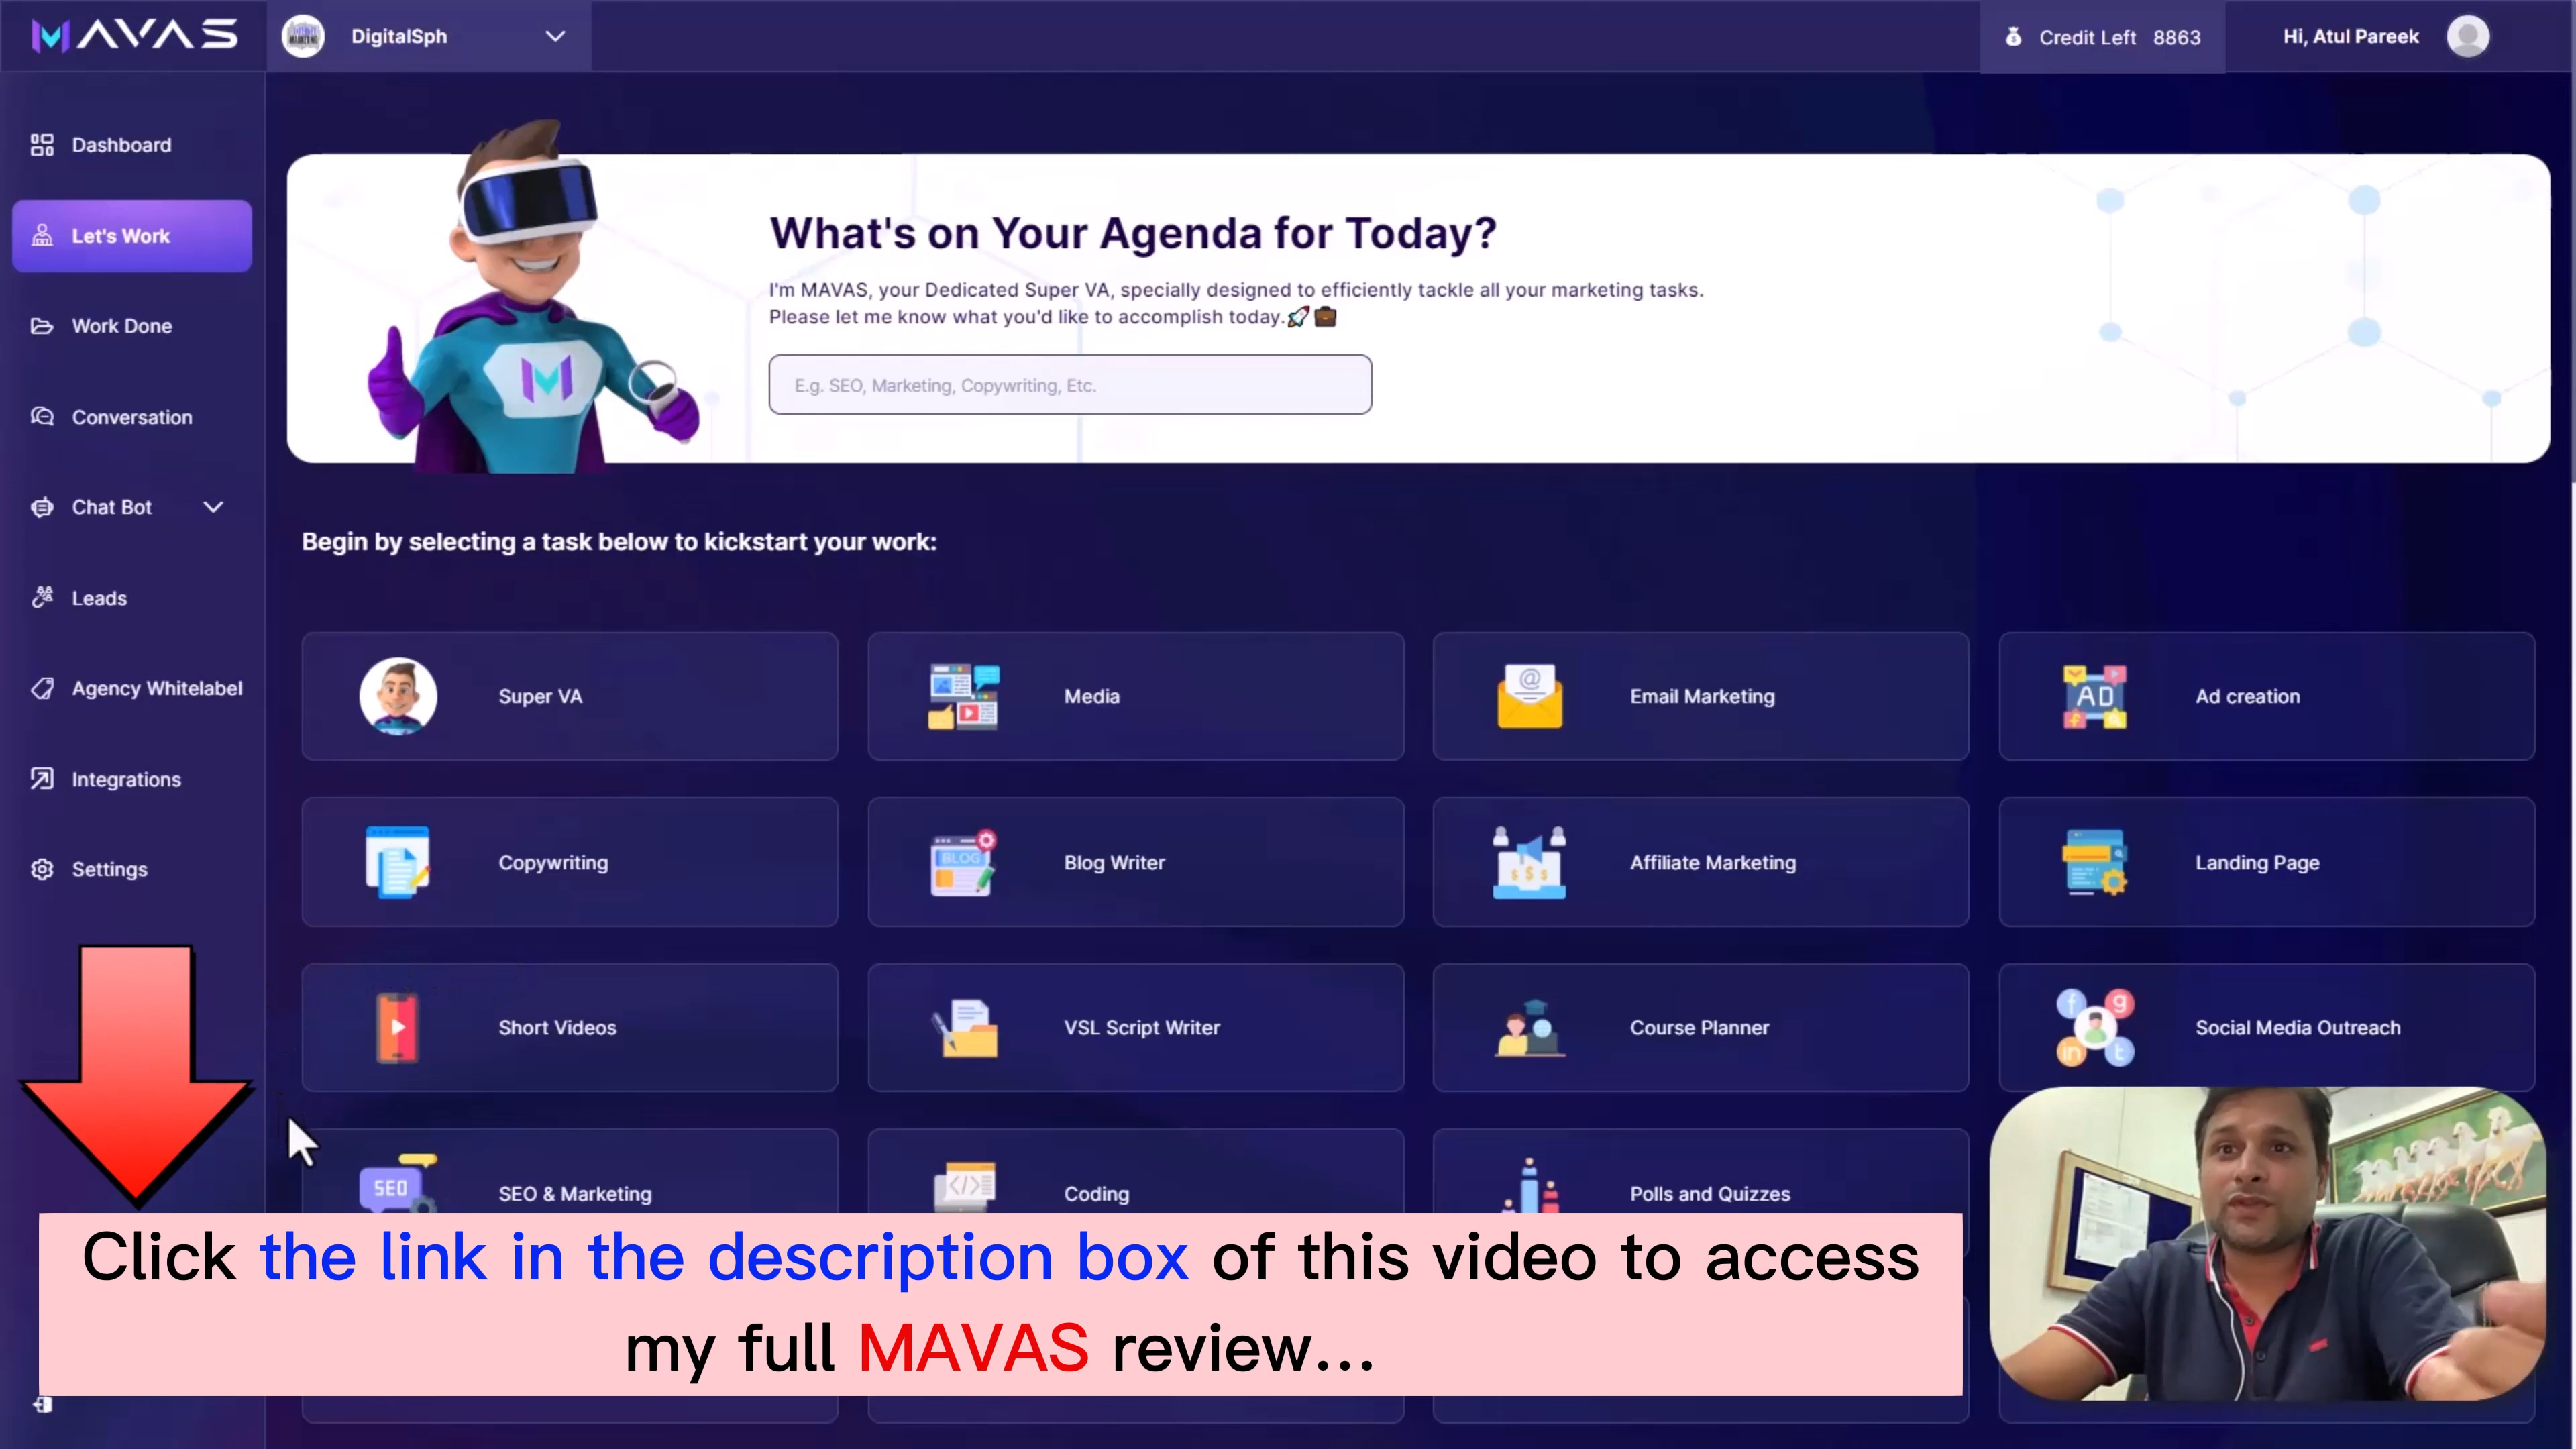 MAVAS
DigitalSph
Credit Left 8863
Hi, Atul Pareek
Dashboard
Let's Work
Work Done
Conversation
Chat Bot
Leads
Agency Whitelabel
Integrations
Settings
What's on Your Agenda for Today?
I'm MAVAS, your Dedicated Super VA, specially designed to efficiently tackle all your marketing tasks.
Please let me know what you'd like to accomplish today.🚀💼
E.g. SEO, Marketing, Copywriting, Etc.
Begin by selecting a task below to kickstart your work:
Super VA
Media
Email Marketing
AD
Ad creation
Copywriting
BLOG
Blog Writer
Affiliate Marketing
Landing Page
Short Videos
VSL Script Writer
Course Planner
Social Media Outreach
SEO
SEO & Marketing
Coding
Polls and Quizzes
Click the link in the description box of this video to access
my full MAVAS review...